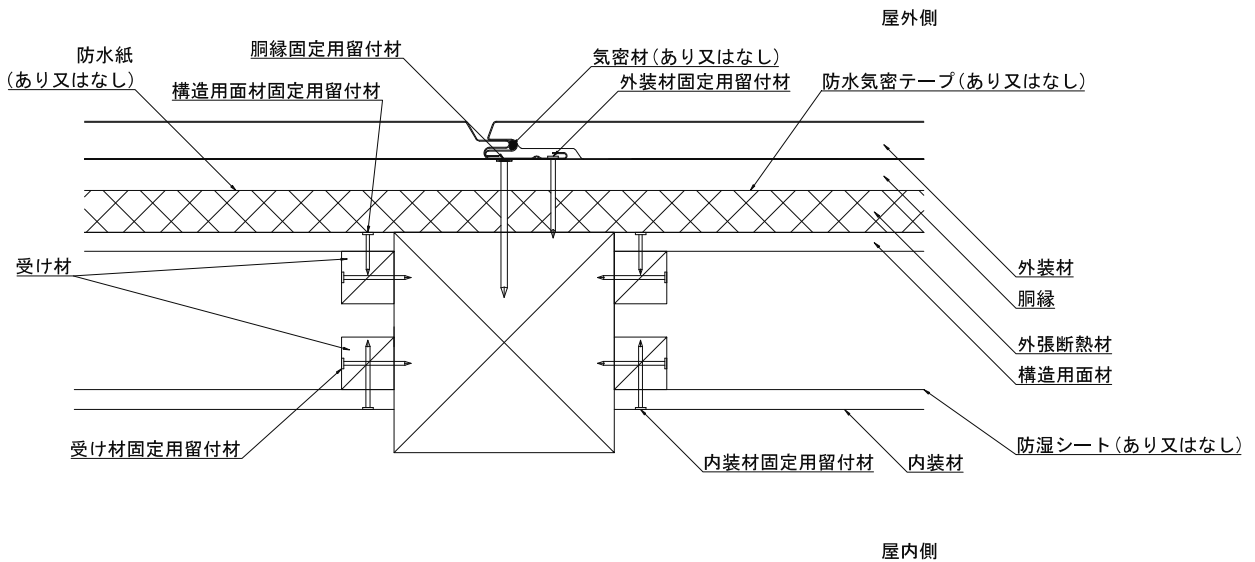 屋外側
防水紙
(あり又はなし)
胴縁固定用留付材
構造用面材固定用留付材
気密材(あり又はなし)
外装材固定用留付材
防水気密テープ(あり又はなし)
受け材
外装材
胴縁
外張断熱材
構造用面材
受け材固定用留付材
内装材固定用留付材
内装材
防湿シート(あり又はなし)
屋内側